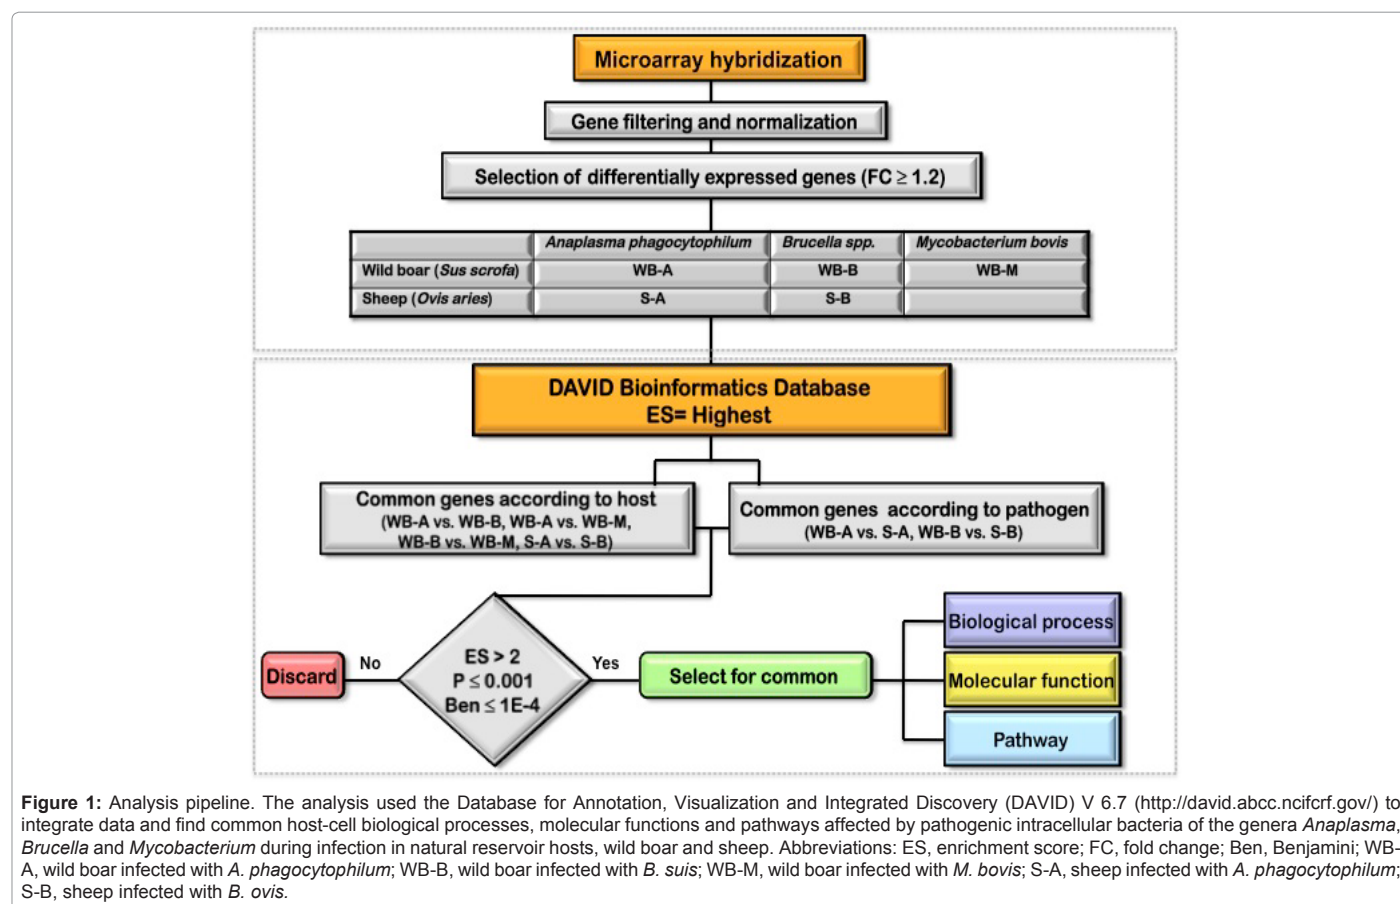 Microarray hybridization
Gene filtering and normalization
Selection of differentially expressed genes (FC ≥ 1.2)
Anaplasma phagocytophilum Brucella spp. Mycobacterium bovis
Wild boar (Sus scrofa) WB-A WB-B WB-M
Sheep (Ovis aries) S-A S-B
DAVID Bioinformatics Database
ES= Highest
Common genes according to host
(WB-A vs. WB-B, WB-A vs. WB-M,
WB-B vs. WB-M, S-A vs. S-B)
Common genes according to pathogen
(WB-A vs. S-A, WB-B vs. S-B)
Discard
No
ES > 2
P ≤ 0.001
Ben ≤ 1E-4
Yes
Select for common
Biological process
Molecular function
Pathway
Figure 1: Analysis pipeline. The analysis used the Database for Annotation, Visualization and Integrated Discovery (DAVID) V 6.7 (http://david.abcc.ncifcrf.gov/) to
integrate data and find common host-cell biological processes, molecular functions and pathways affected by pathogenic intracellular bacteria of the genera Anaplasma,
Brucella and Mycobacterium during infection in natural reservoir hosts, wild boar and sheep. Abbreviations: ES, enrichment score; FC, fold change; Ben, Benjamini; WB-
A, wild boar infected with A. phagocytophilum; WB-B, wild boar infected with B. suis; WB-M, wild boar infected with M. bovis; S-A, sheep infected with A. phagocytophilum;
S-B, sheep infected with B. ovis.